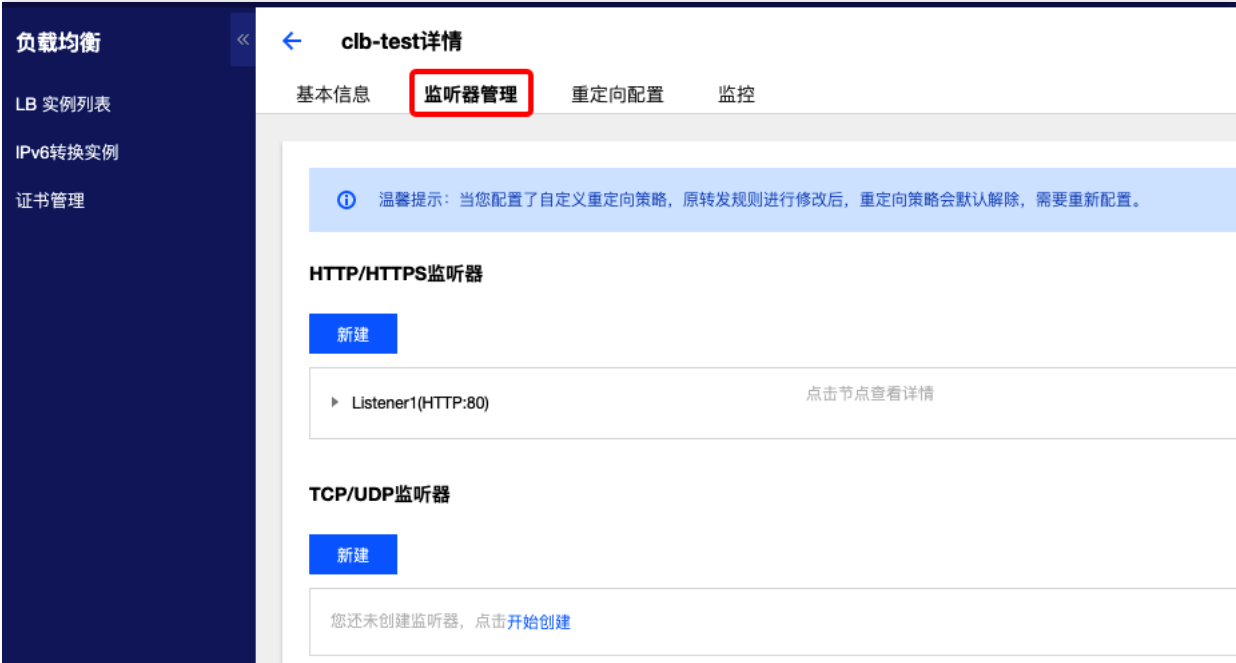 负载均衡
«
LB 实例列表
IPv6转换实例
证书管理
← clb-test详情
基本信息 监听器管理 重定向配置 监控
温馨提示：当您配置了自定义重定向策略，原转发规则进行修改后，重定向策略会默认解除，需要重新配置。
HTTP/HTTPS监听器
新建
Listener1(HTTP:80)
点击节点查看详情
TCP/UDP监听器
新建
您还未创建监听器，点击开始创建